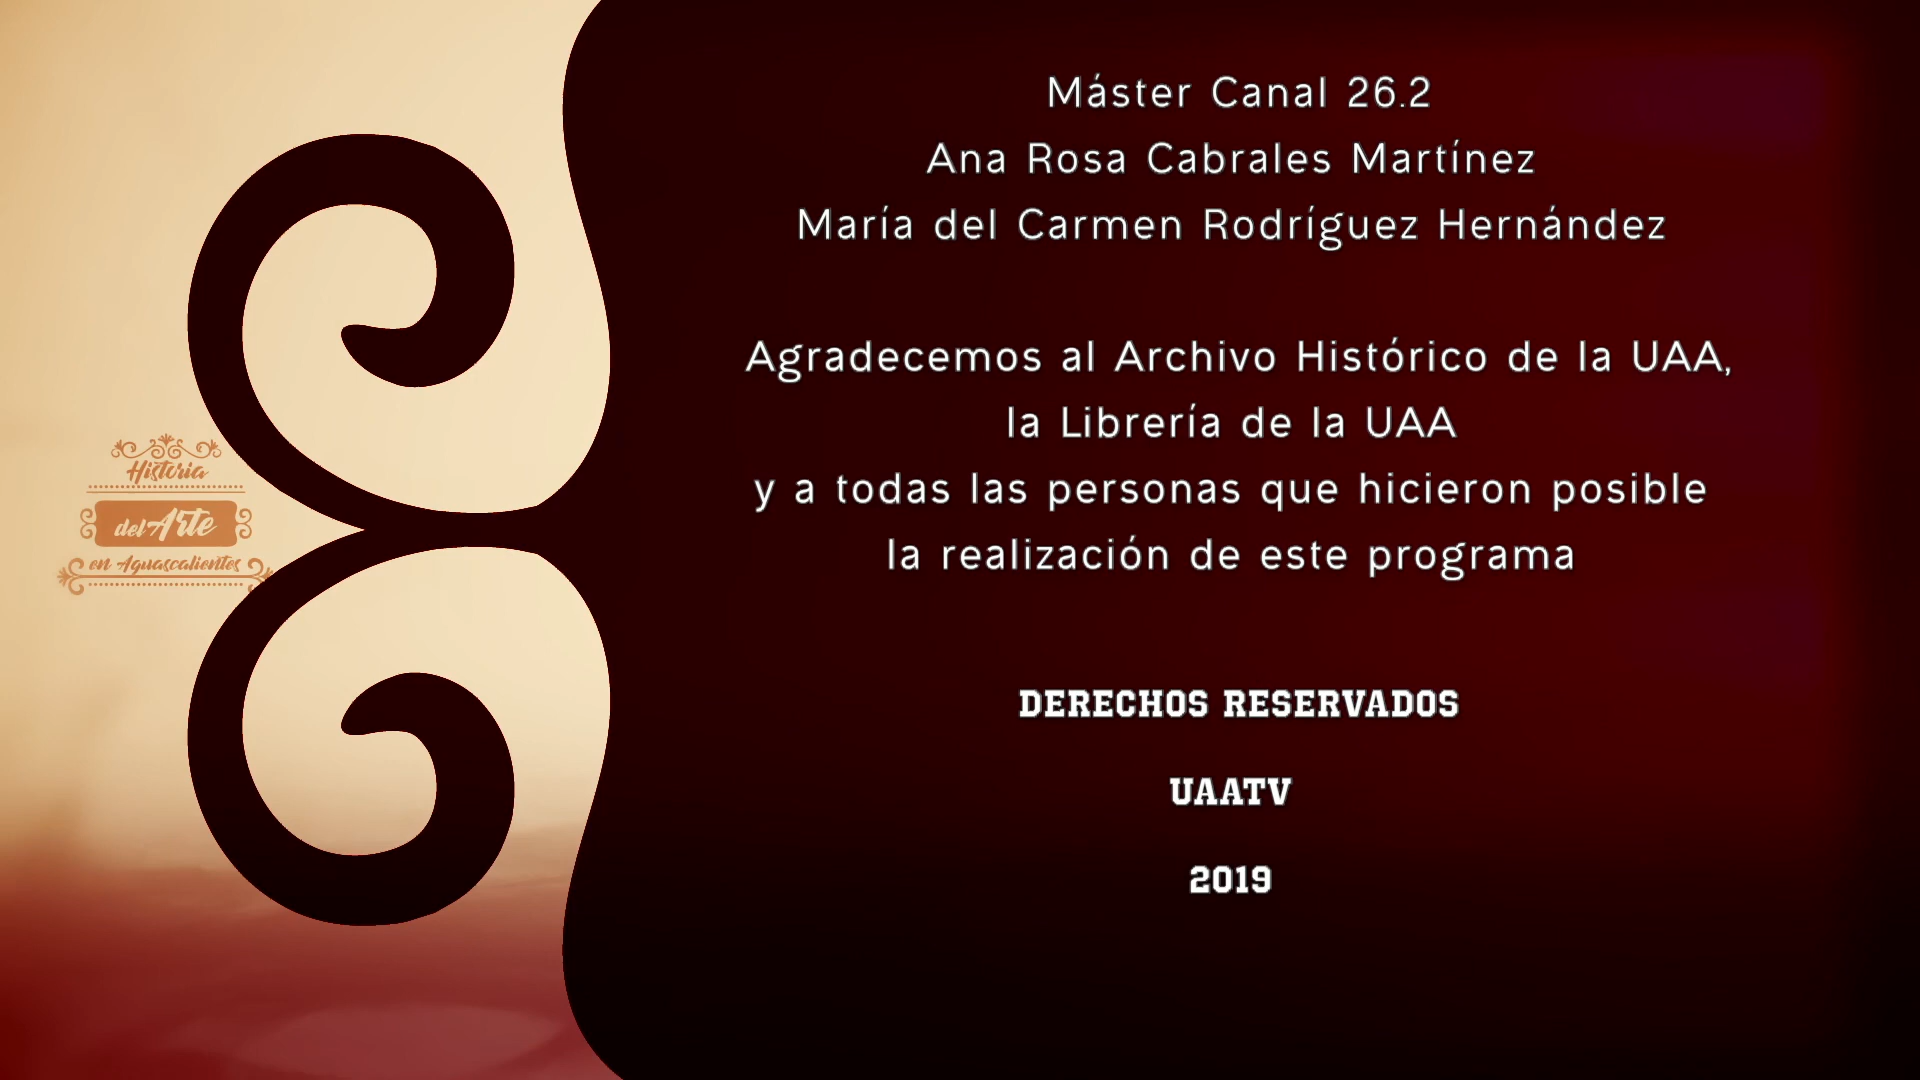 Máster Canal 26.2
Ana Rosa Cabrales Martínez
María del Carmen Rodríguez Hernández
Agradecemos al Archivo Histórico de la UAA,
la Librería de la UAA
y a todas las personas que hicieron posible
la realización de este programa
DERECHOS RESERVADOS
UAATV
2019
Historia
del Arte
en Aguascalientes